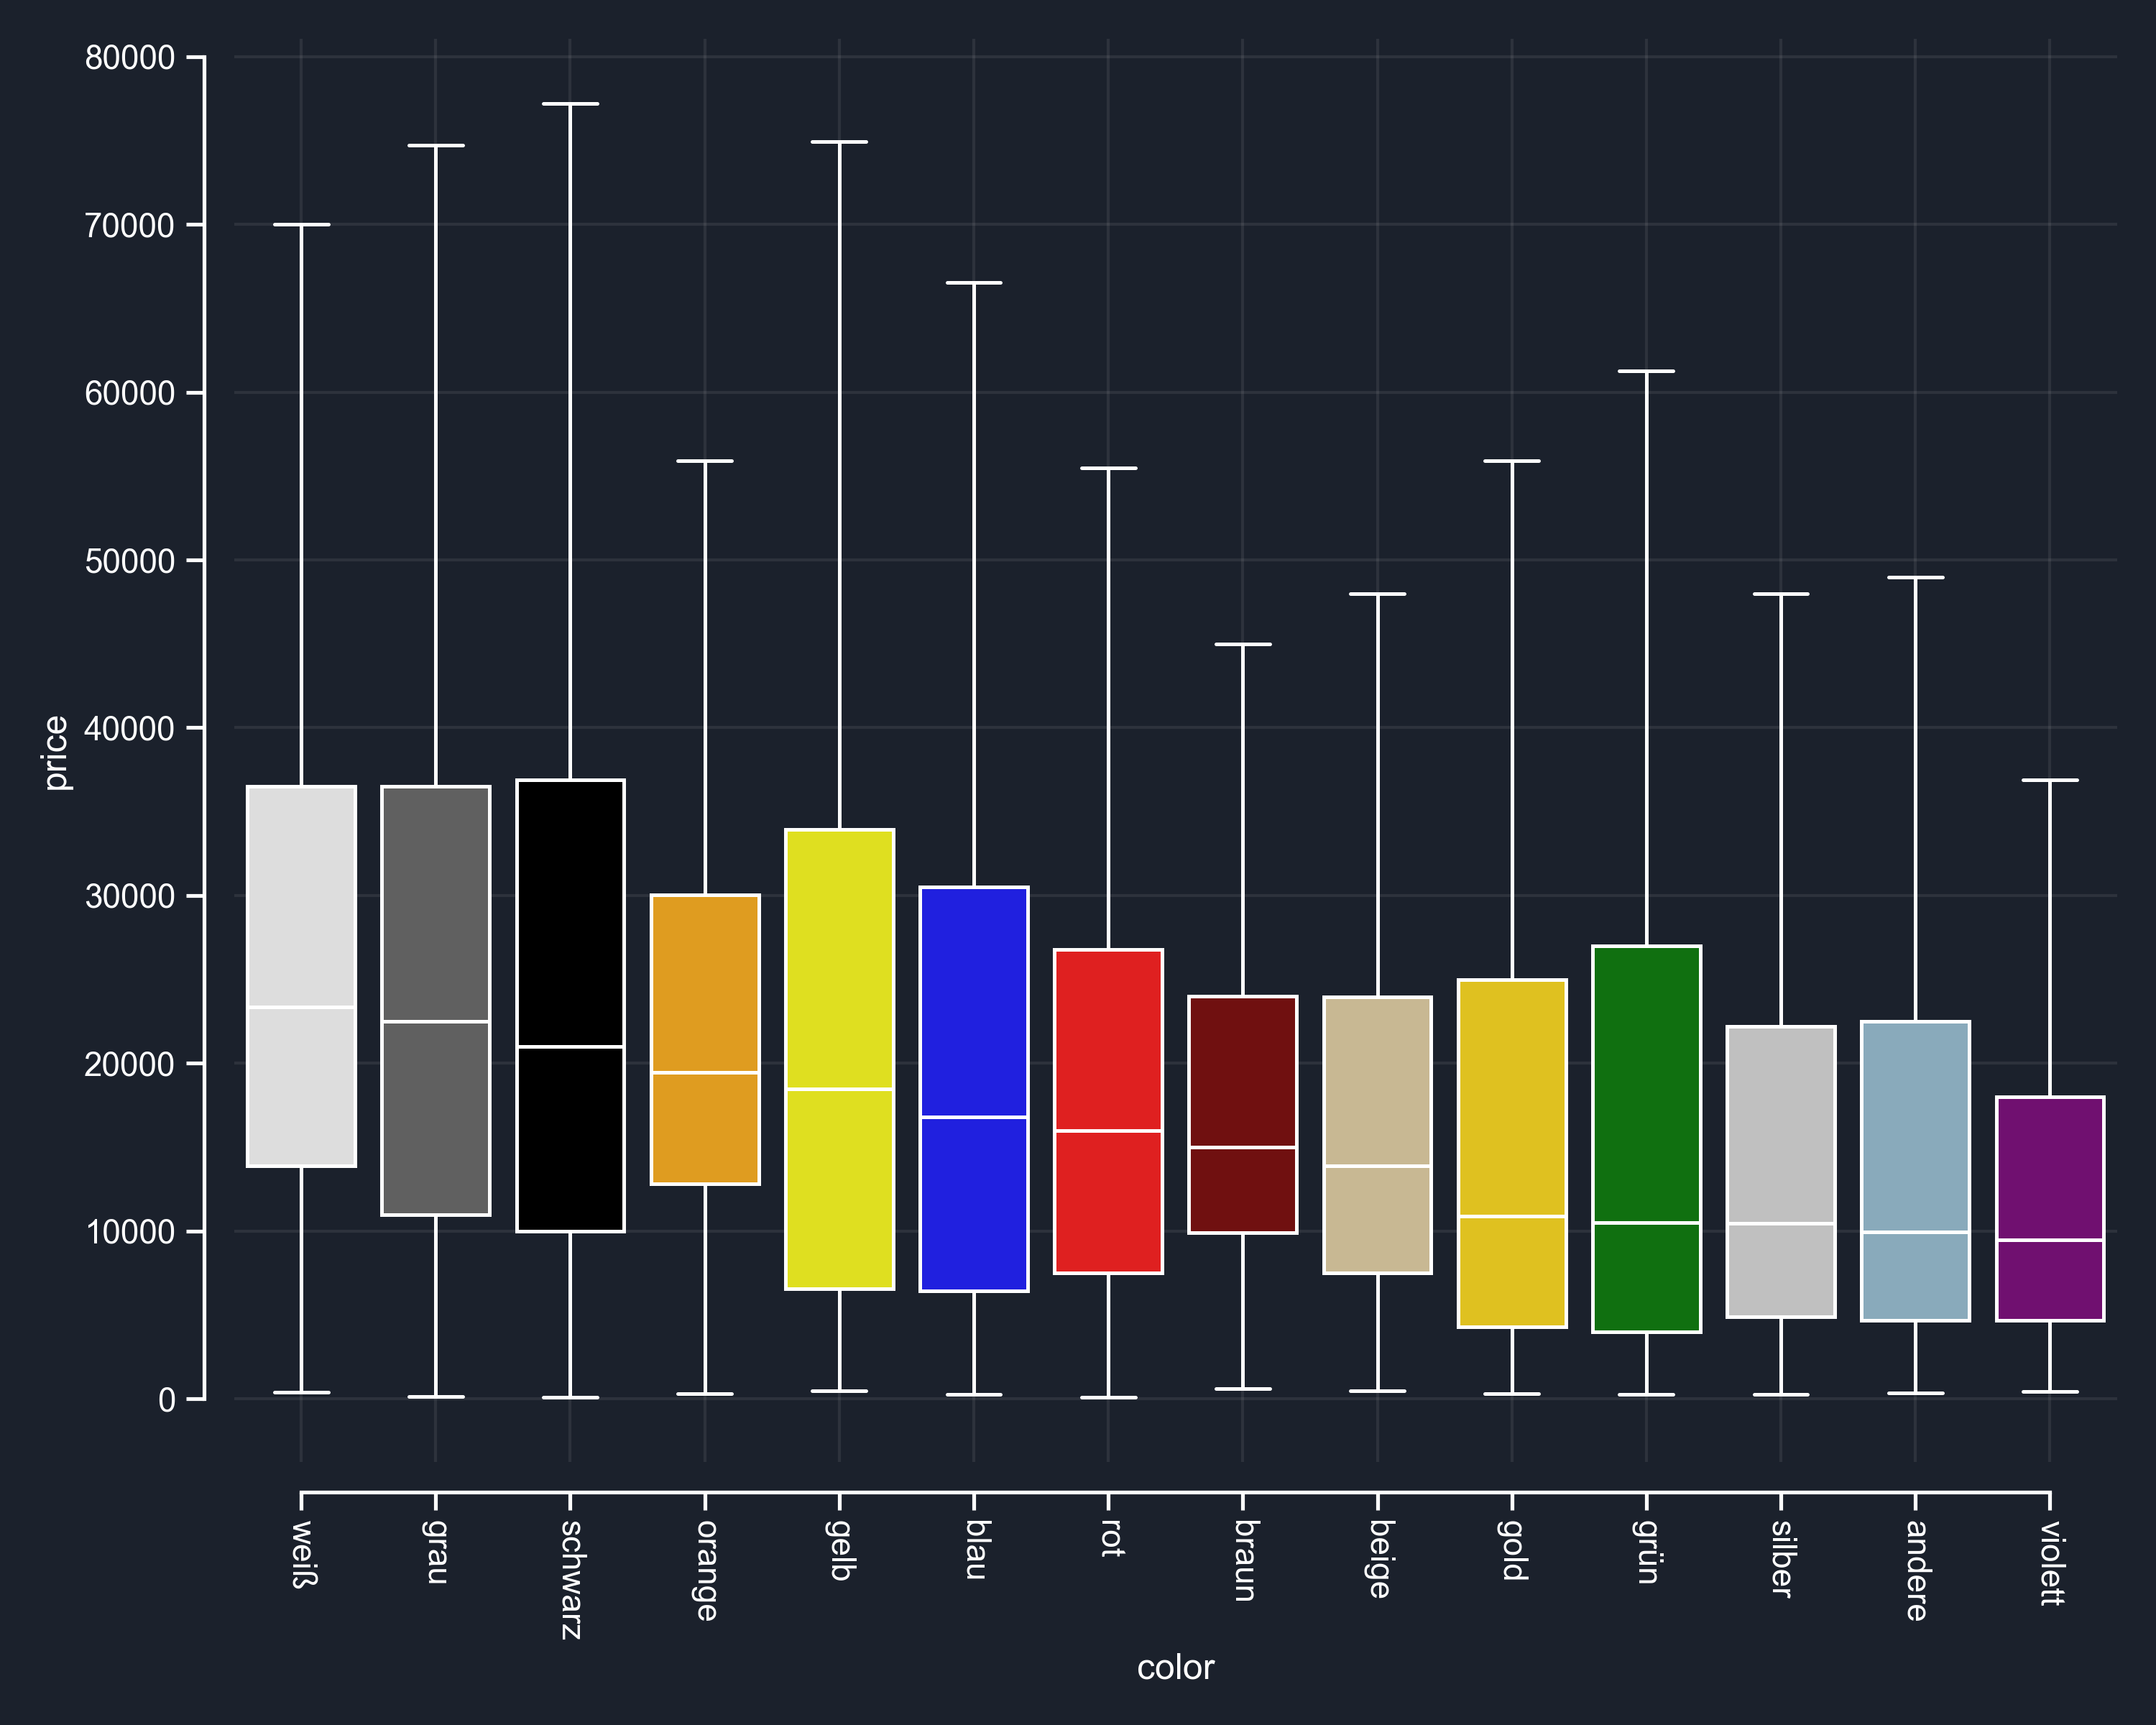 80000
70000
60000
50000
40000
30000
20000
10000
0
price
weiß
grau
schwarz
orange
gelb
blau
rot
braun
beige
gold
grün
silber
andere
violett
color